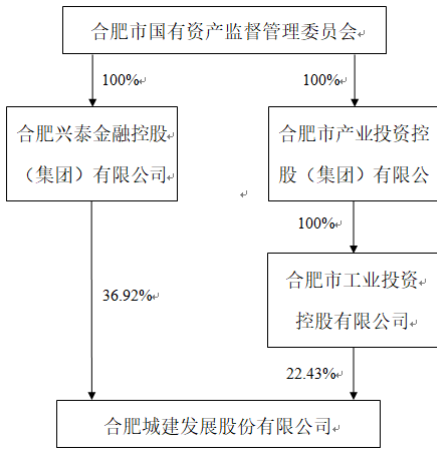 合肥市国有资产监督管理委员会
100%
100%
合肥兴泰金融控股
（集团）有限公司
合肥市产业投资控
股（集团）有限公
100%
合肥市工业投资
控股有限公司
36.92%
22.43%
合肥城建发展股份有限公司